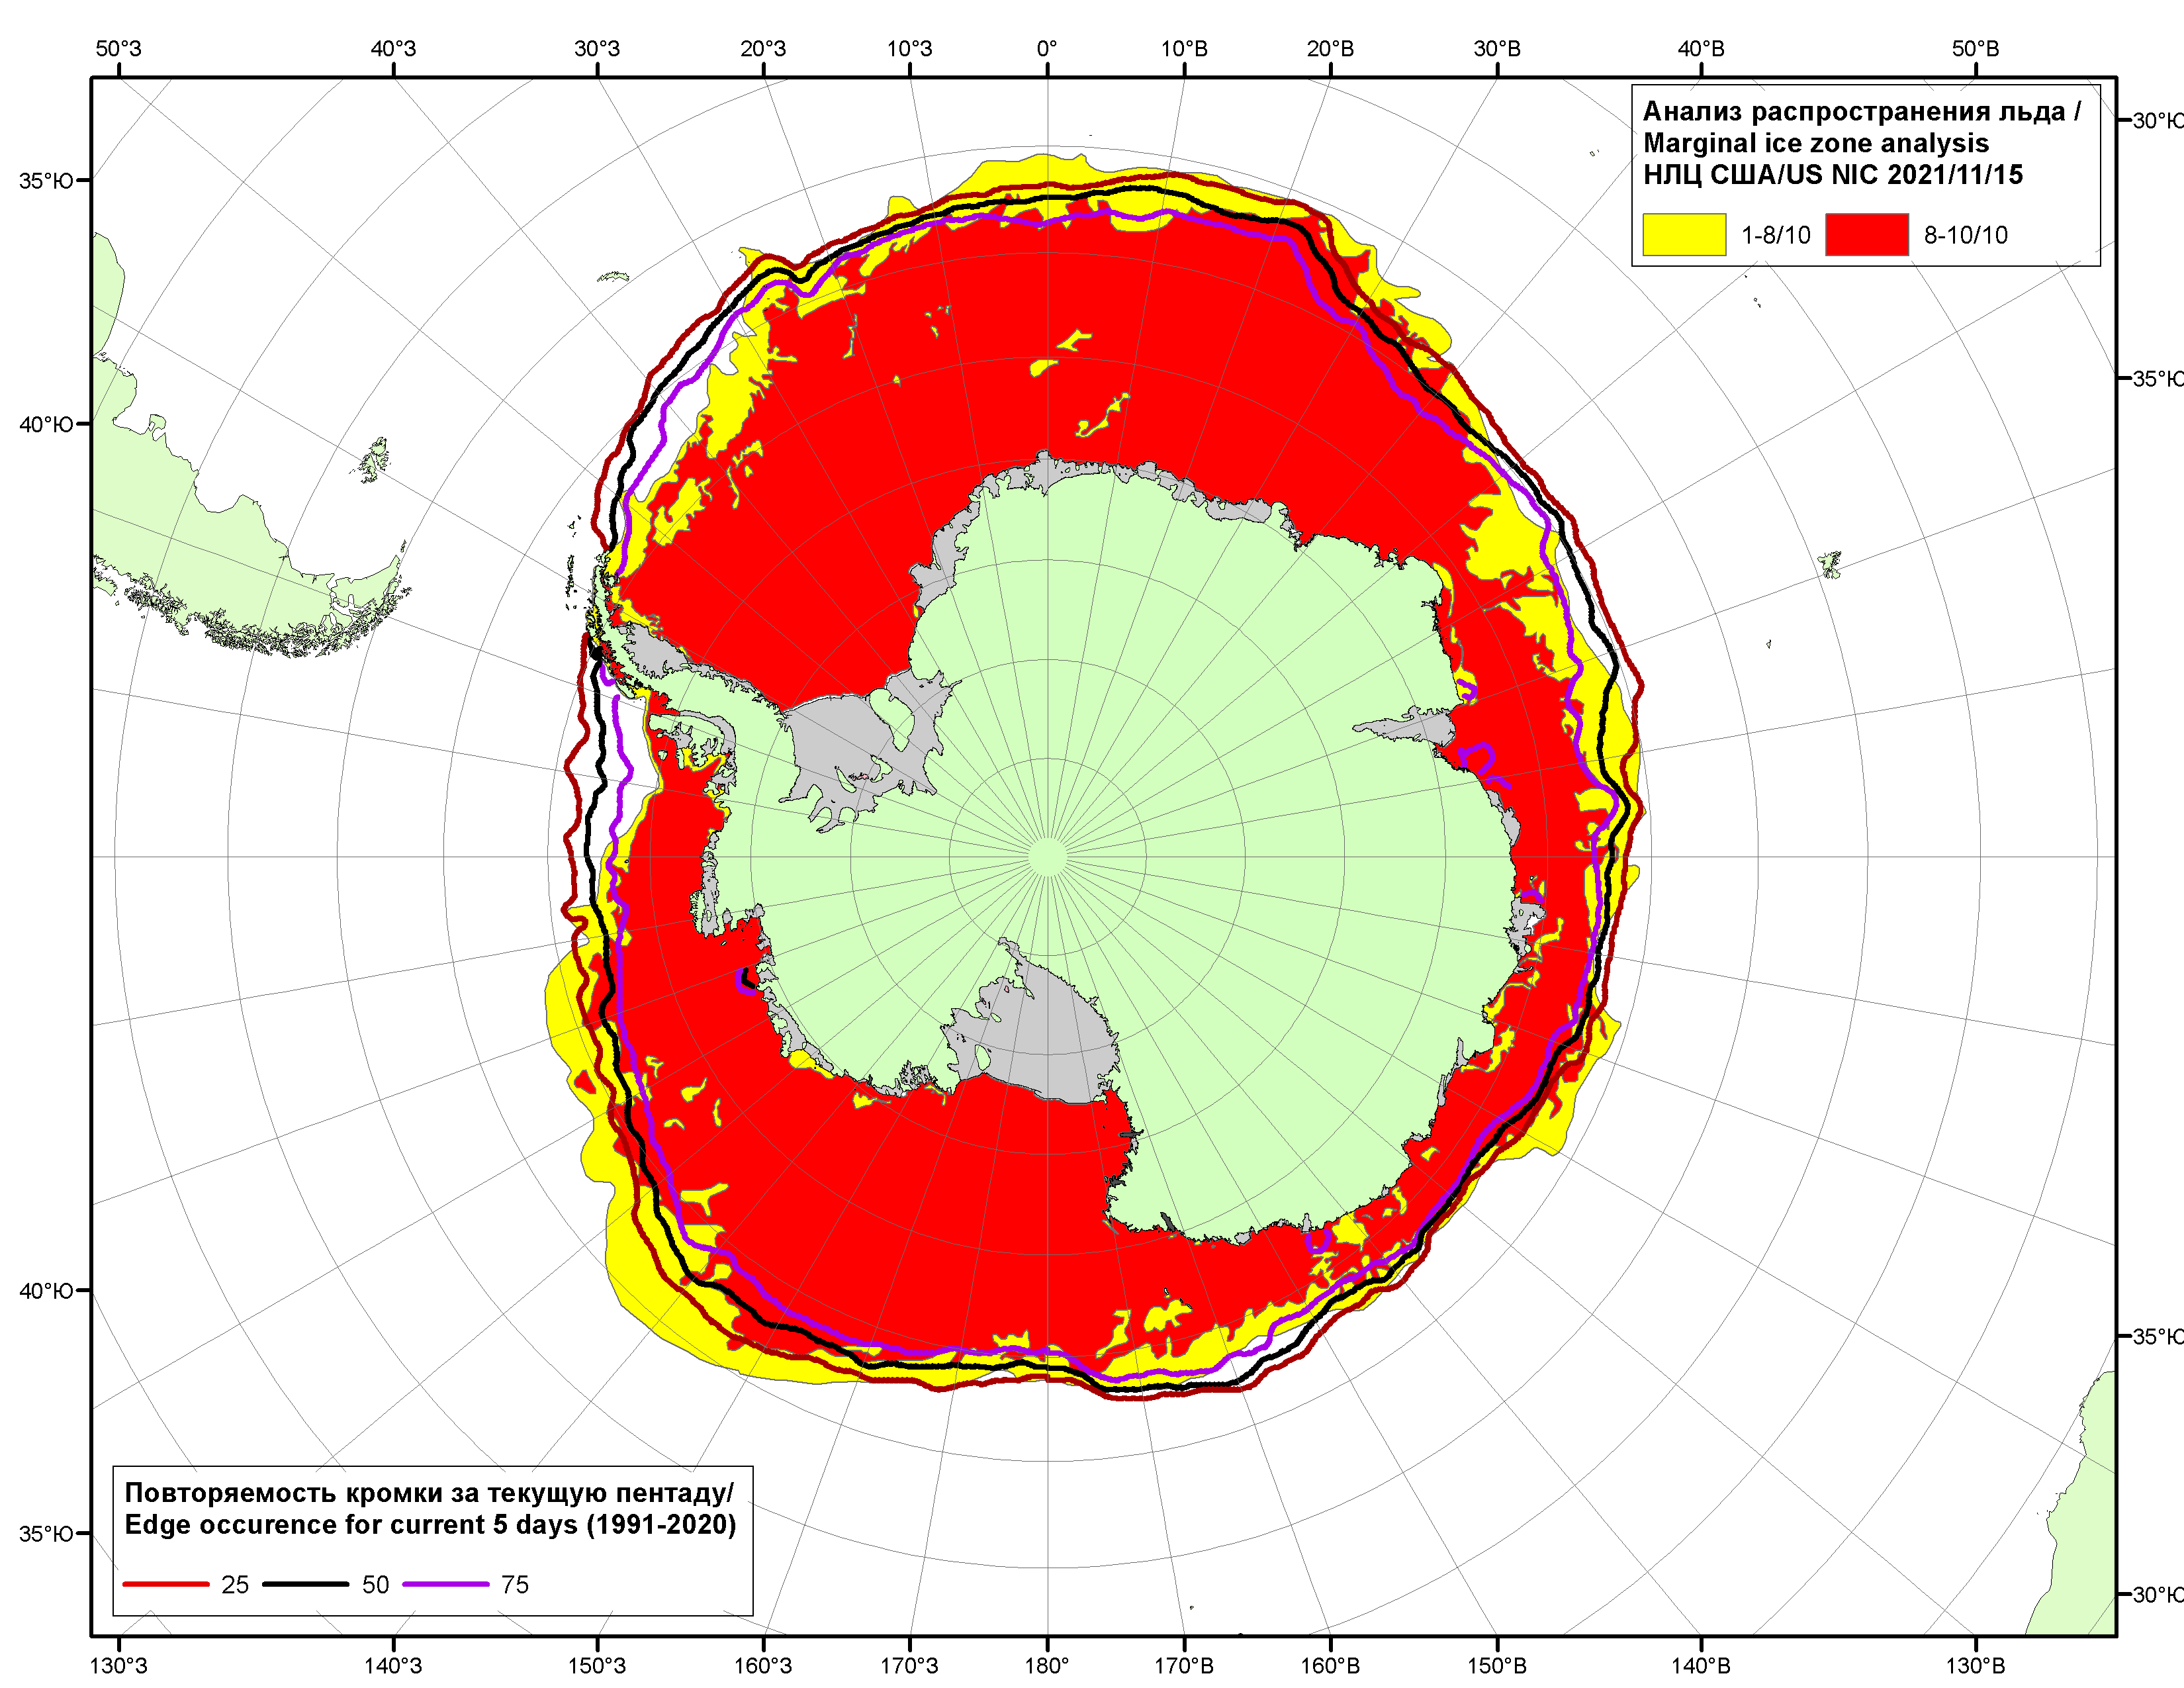 50°З 40°З 30°З 20°З 10°З 0° 10°В 20°В 30°В 40°В 50°В
Анализ распространения льда /
Marginal ice zone analysis
НЛЦ США/US NIC 2021/11/15
1-8/10 8-10/10
30°Ю
35°Ю
35°Ю
40°Ю
40°Ю
35°Ю
35°Ю
30°Ю
Повторяемость кромки за текущую пентаду/
Edge occurence for current 5 days (1991-2020)
25 50 75
130°З 140°З 150°З 160°З 170°З 180° 170°В 160°В 150°В 140°В 130°В